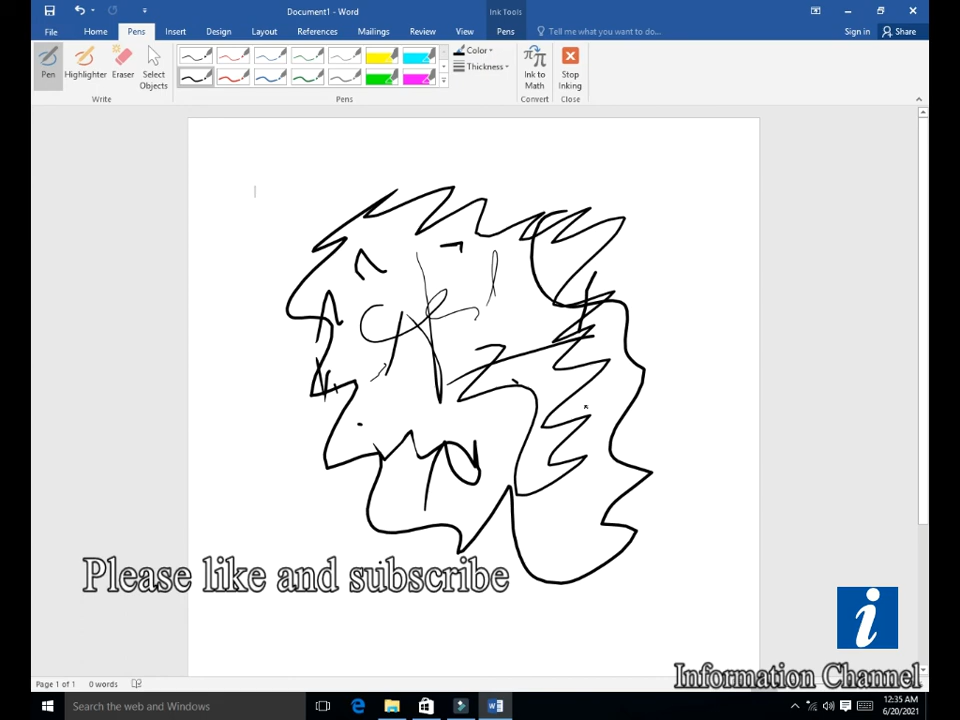 Document1 - Word
Ink Tools
File
Home
Pens
Insert
Design
Layout
References
Mailings
Review
View
Pens
Tell me what you want to do...
Sign in
Share
Pen
Highlighter
Eraser
Select
Objects
Color
Thickness
Ink to
Math
Stop
Inking
Write
Pens
Convert
Close
Please like and subscribe
i
Information Channel
Page 1 of 1
0 words
Search the web and Windows
12:35 AM
6/20/2021